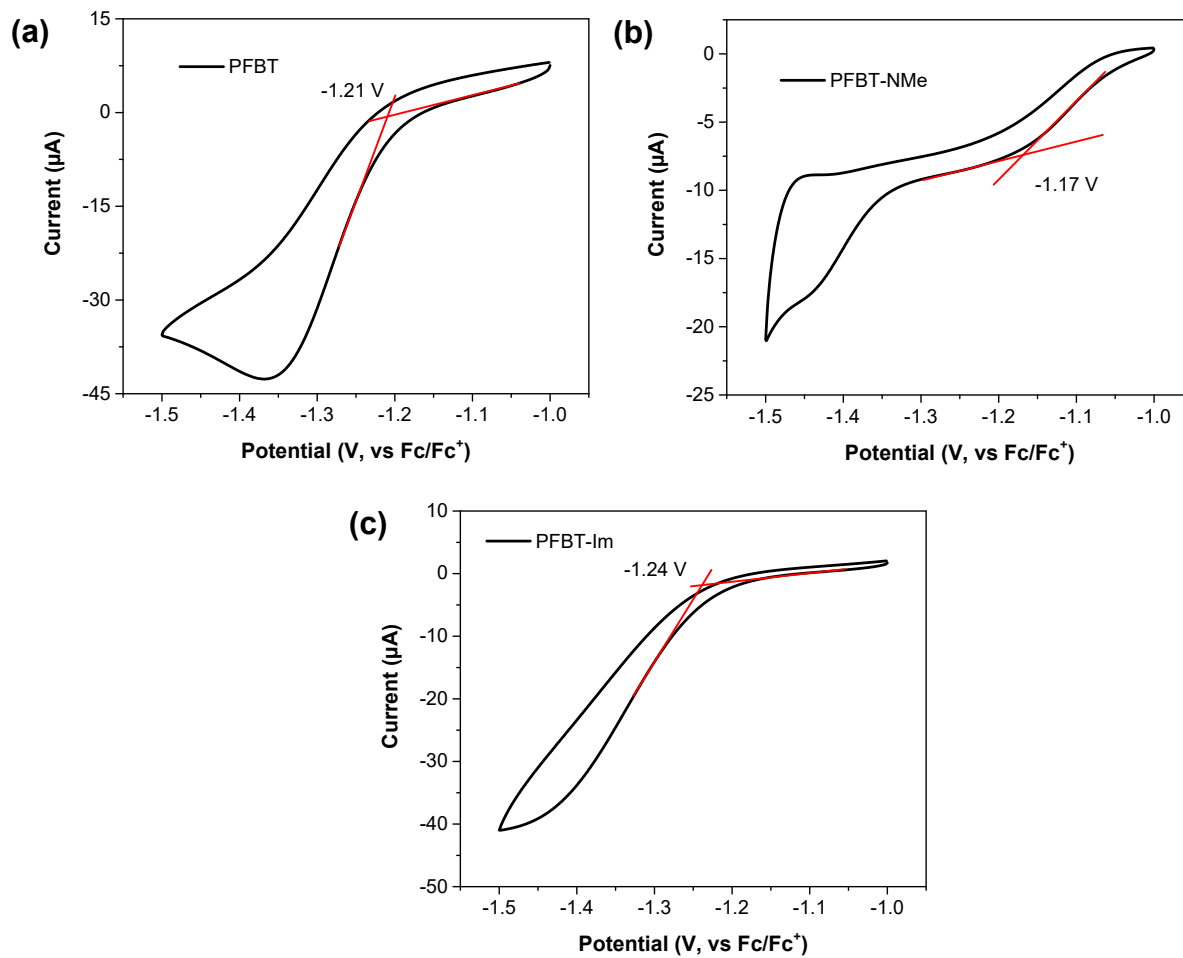 (a)
PFBT
-1.21 V
15
0
-15
-30
-45
Current (µA)
-1.5 -1.4 -1.3 -1.2 -1.1 -1.0
Potential (V, vs Fc/Fc⁺)
(b)
PFBT-NMe
-1.17 V
0
-5
-10
-15
-20
-25
Current (µA)
-1.5 -1.4 -1.3 -1.2 -1.1 -1.0
Potential (V, vs Fc/Fc⁺)
(c)
PFBT-Im
-1.24 V
10
0
-10
-20
-30
-40
-50
Current (µA)
-1.5 -1.4 -1.3 -1.2 -1.1 -1.0
Potential (V, vs Fc/Fc⁺)